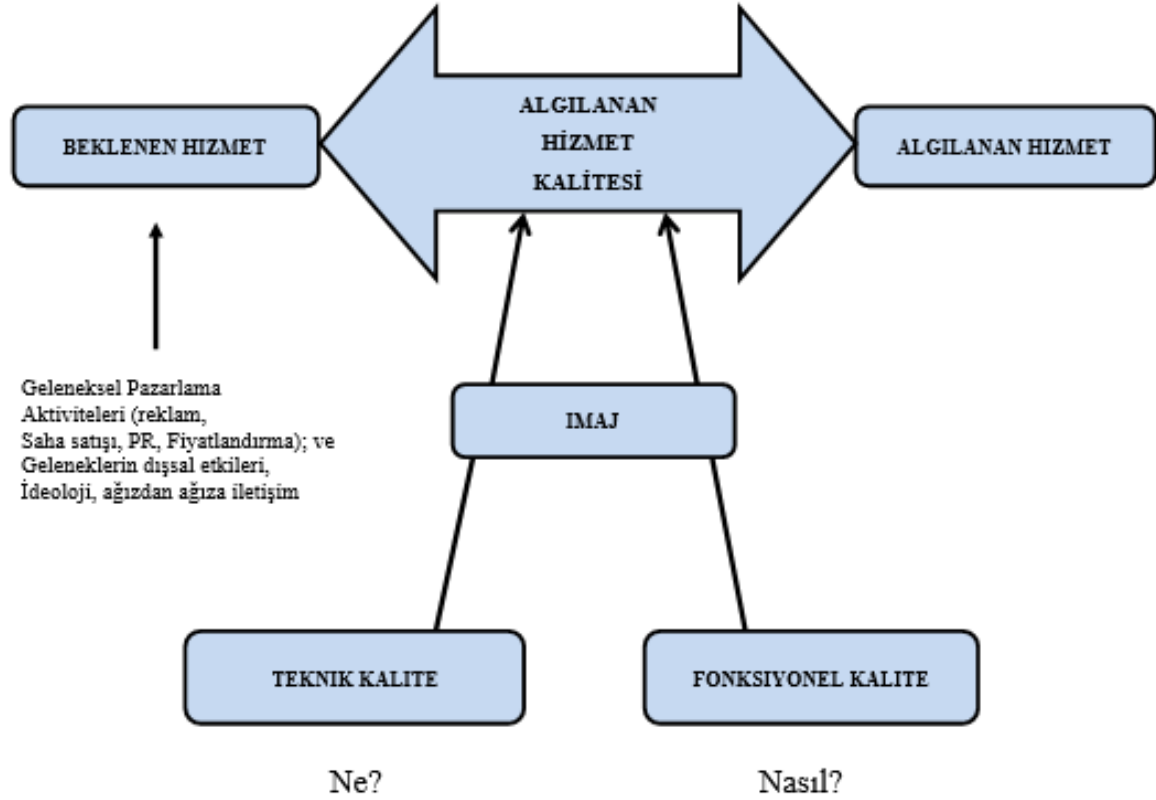 ALGILANAN
HİZMET
KALİTESİ
BEKLENEN HIZMET
ALGILANAN HIZMET
Geleneksel Pazarlama
Aktiviteleri (reklam,
Saha satışı, PR, Fiyatlandırma); ve
Geleneklerin dışsal etkileri,
İdeoloji, ağızdan ağıza iletişim
IMAJ
TEKNIK KALITE
FONKSIYONEL KALITE
Ne?
Nasıl?